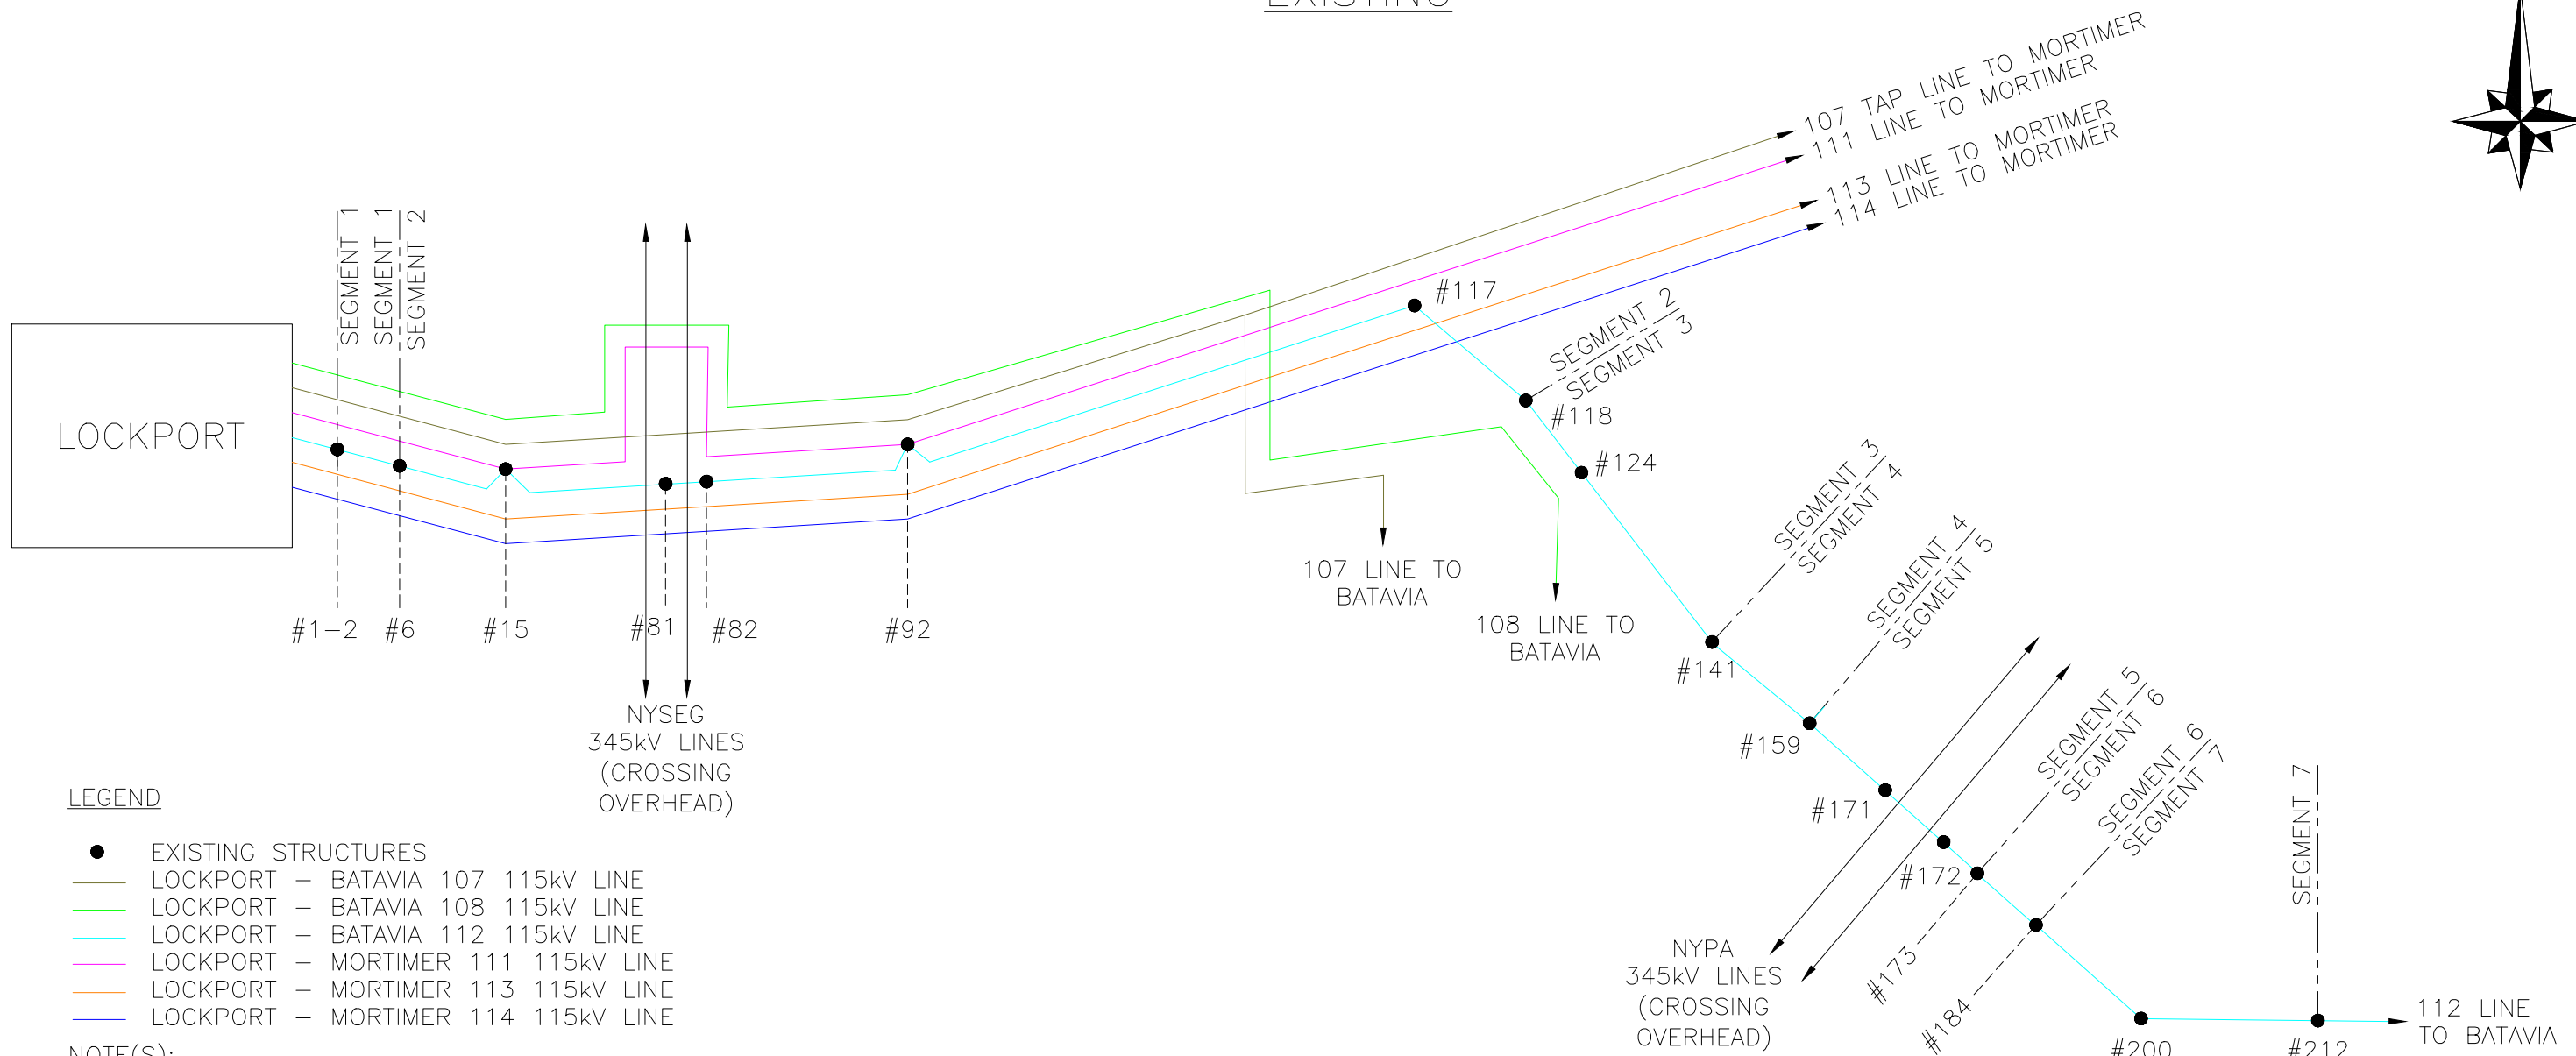 EXISTING
107 TAP LINE TO MORTIMER
111 LINE TO MORTIMER
113 LINE TO MORTIMER
114 LINE TO MORTIMER
SEGMENT 1
SEGMENT 1
SEGMENT 2
LOCKPORT
#117
SEGMENT 2
SEGMENT 3
#118
#124
SEGMENT 3
SEGMENT 4
#141
SEGMENT 4
SEGMENT 5
#159
#1-2
#6
#15
#81
#82
#92
107 LINE TO
BATAVIA
108 LINE TO
BATAVIA
NYSEG
345kV LINES
(CROSSING
OVERHEAD)
#171
SEGMENT 5
SEGMENT 6
#172
SEGMENT 6
SEGMENT 7
#173
#184
SEGMENT 7
NYPA
345kV LINES
(CROSSING
OVERHEAD)
#200
#212
112 LINE
TO BATAVIA
LEGEND
EXISTING STRUCTURES
LOCKPORT – BATAVIA 107 115kV LINE
LOCKPORT – BATAVIA 108 115kV LINE
LOCKPORT – BATAVIA 112 115kV LINE
LOCKPORT – MORTIMER 111 115kV LINE
LOCKPORT – MORTIMER 113 115kV LINE
LOCKPORT – MORTIMER 114 115kV LINE
NOTE(S):